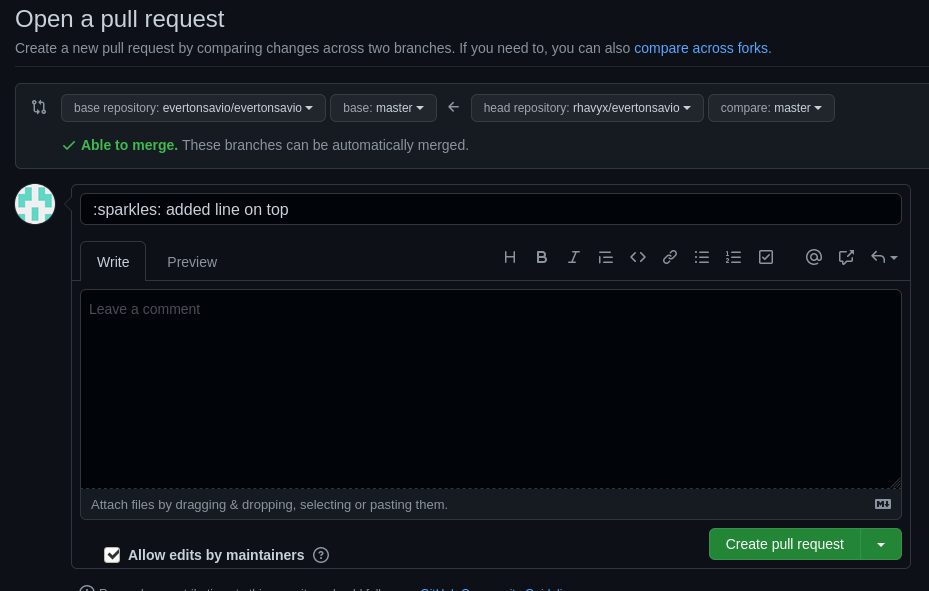 Open a pull request
Create a new pull request by comparing changes across two branches. If you need to, you can also compare across forks.
base repository: evertonsavio/evertonsavio base: master head repository: rhavyx/evertonsavio compare: master
Able to merge. These branches can be automatically merged.
:sparkles: added line on top
Write Preview
Leave a comment
Attach files by dragging & dropping, selecting or pasting them.
Create pull request
Allow edits by maintainers